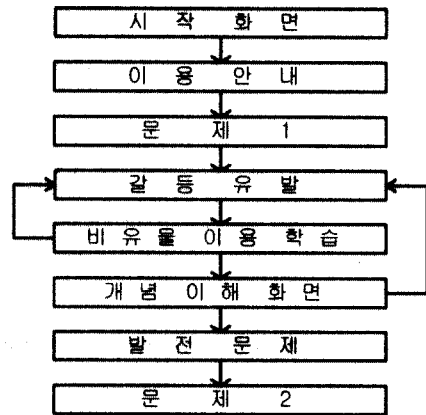 시 작 화 면
이 용 안 내
문 제 1
갈 등 유 발
비 유 물 이 용 학 습
개 념 이 해 화 면
발 전 문 제
문 제 2